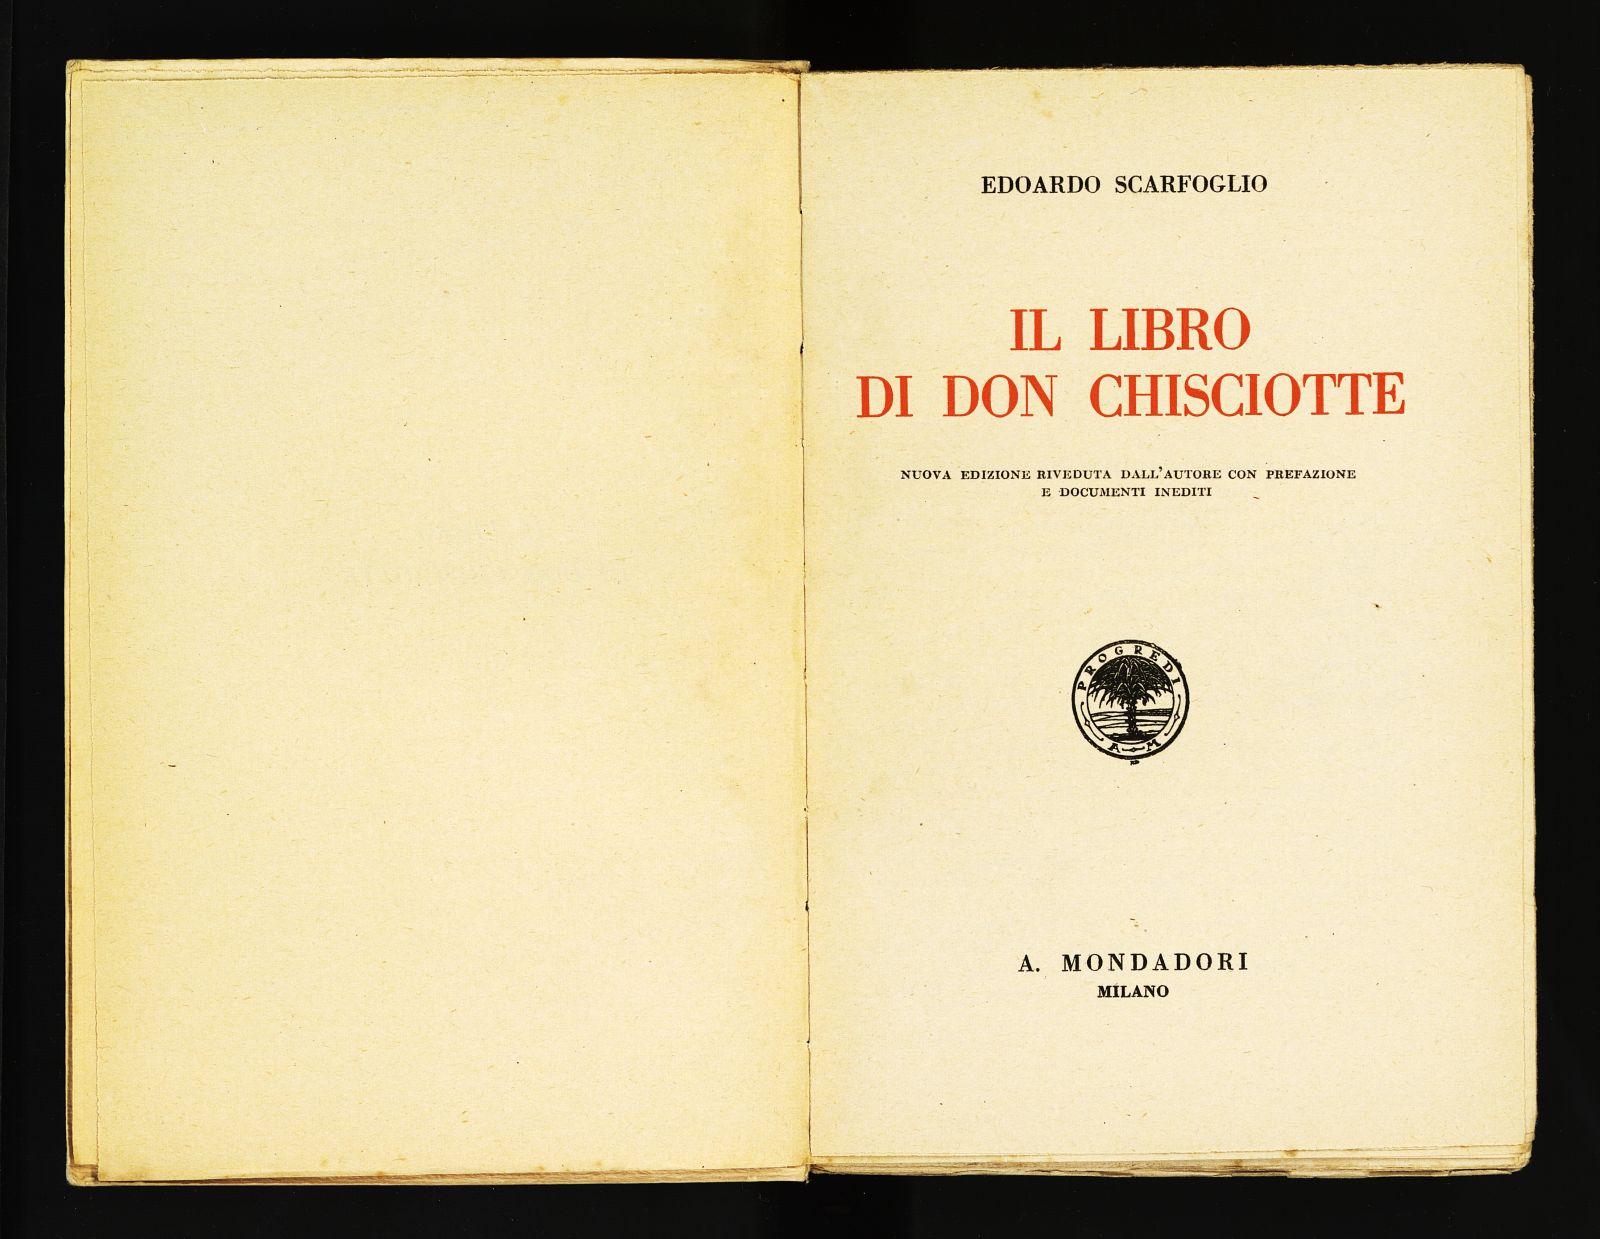 EDOARDO SCARFOGLIO
IL LIBRO
DI DON CHISCIOTTE
NUOVA EDIZIONE RIVEDUTA DALL'AUTORE CON PREFAZIONE
E DOCUMENTI INEDITI
PROGREDI
A M
A. MONDADORI
MILANO